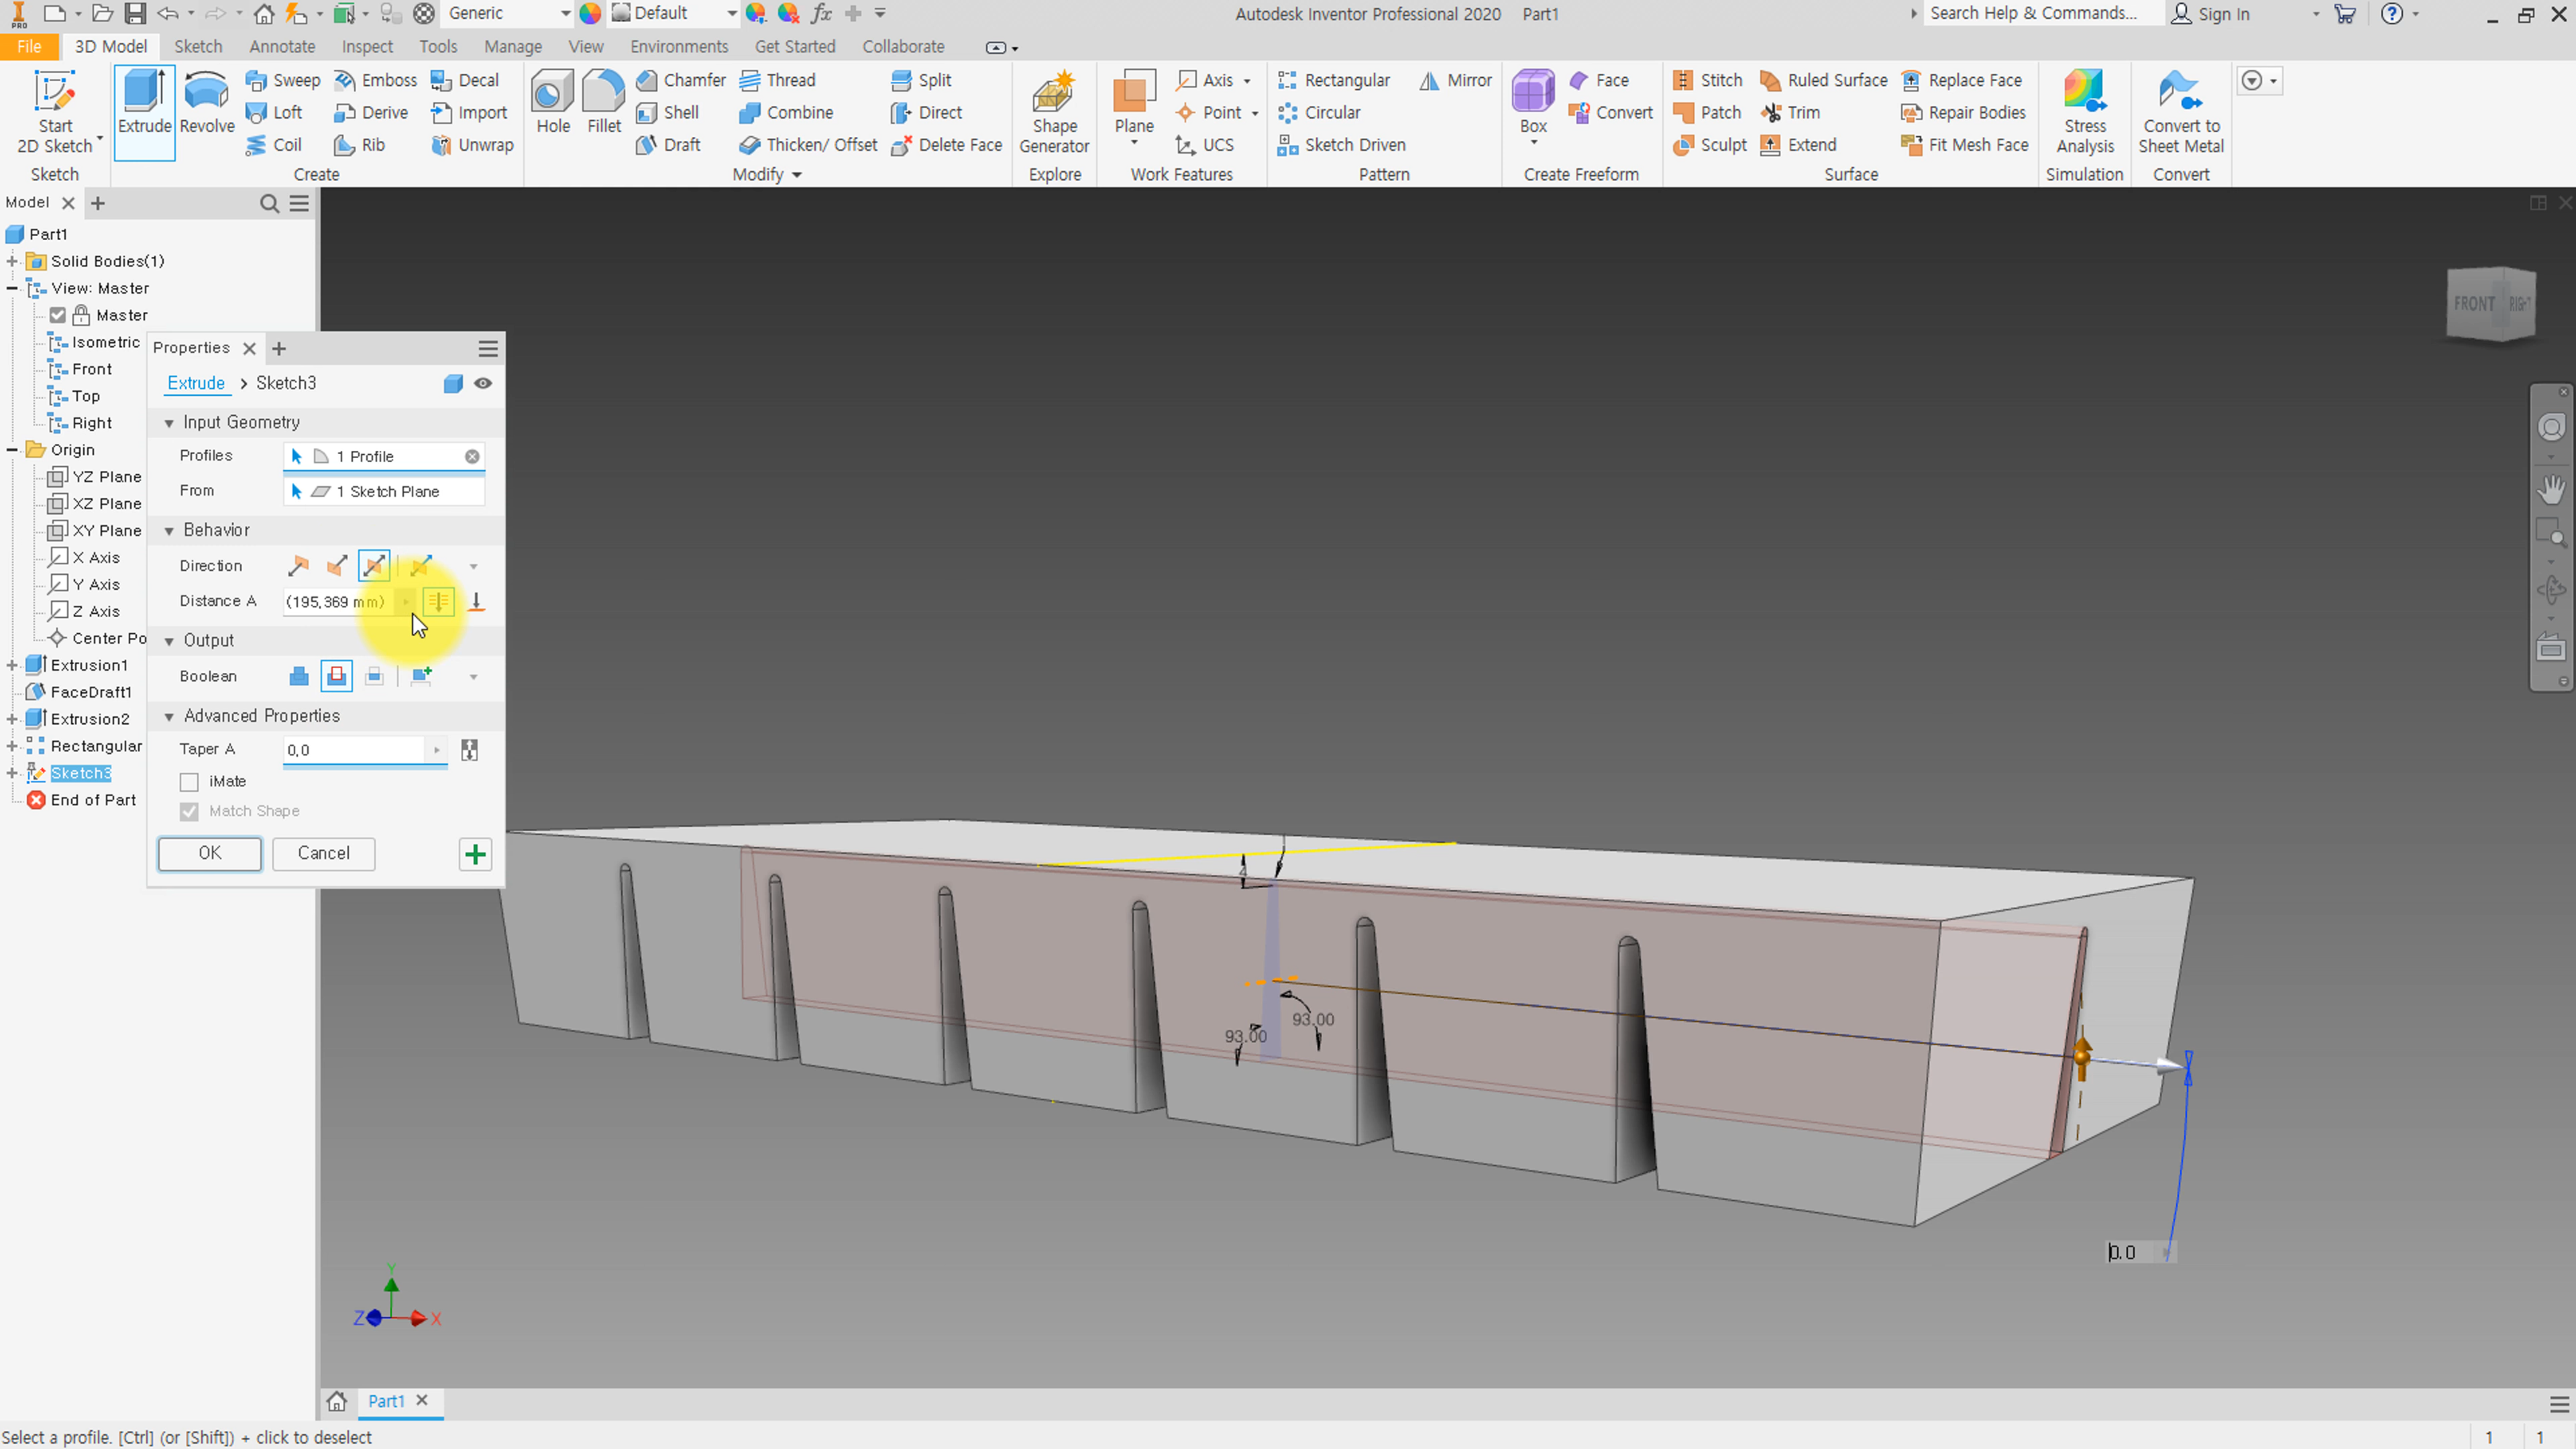 PRO Generic Default fx Autodesk Inventor Professional 2020 Part1 Search Help & Commands... Sign In
File 3D Model Sketch Annotate Inspect Tools Manage View Environments Get Started Collaborate
Start 2D Sketch
Sketch
Extrude
Revolve
Sweep Emboss Decal
Loft Derive Import
Coil Rib Unwrap
Create
Hole
Fillet
Chamfer Thread Split
Shell Combine Direct
Draft Thicken/ Offset Delete Face
Modify
Shape Generator
Explore
Plane
Axis
Point
UCS
Work Features
Rectangular Mirror
Circular
Sketch Driven
Pattern
Box
Face
Convert
Create Freeform
Stitch Ruled Surface Replace Face
Patch Trim Repair Bodies
Sculpt Extend Fit Mesh Face
Surface
Stress Analysis
Simulation
Convert to Sheet Metal
Convert
Model
Part1
Solid Bodies(1)
View: Master
Master
Isometric
Front
Top
Right
Origin
YZ Plane
XZ Plane
XY Plane
X Axis
Y Axis
Z Axis
Center Po
Extrusion1
FaceDraft1
Extrusion2
Rectangular
Sketch3
End of Part
Properties
Extrude > Sketch3
Input Geometry
Profiles 1 Profile
From 1 Sketch Plane
Behavior
Direction
Distance A (195,369 mm)
Output
Boolean
Advanced Properties
Taper A 0,0
iMate
Match Shape
OK Cancel
FRONT
4
93.00
93.00
0.0
Y
Z X
Part1
Select a profile. [Ctrl] (or [Shift]) + click to deselect
1 1